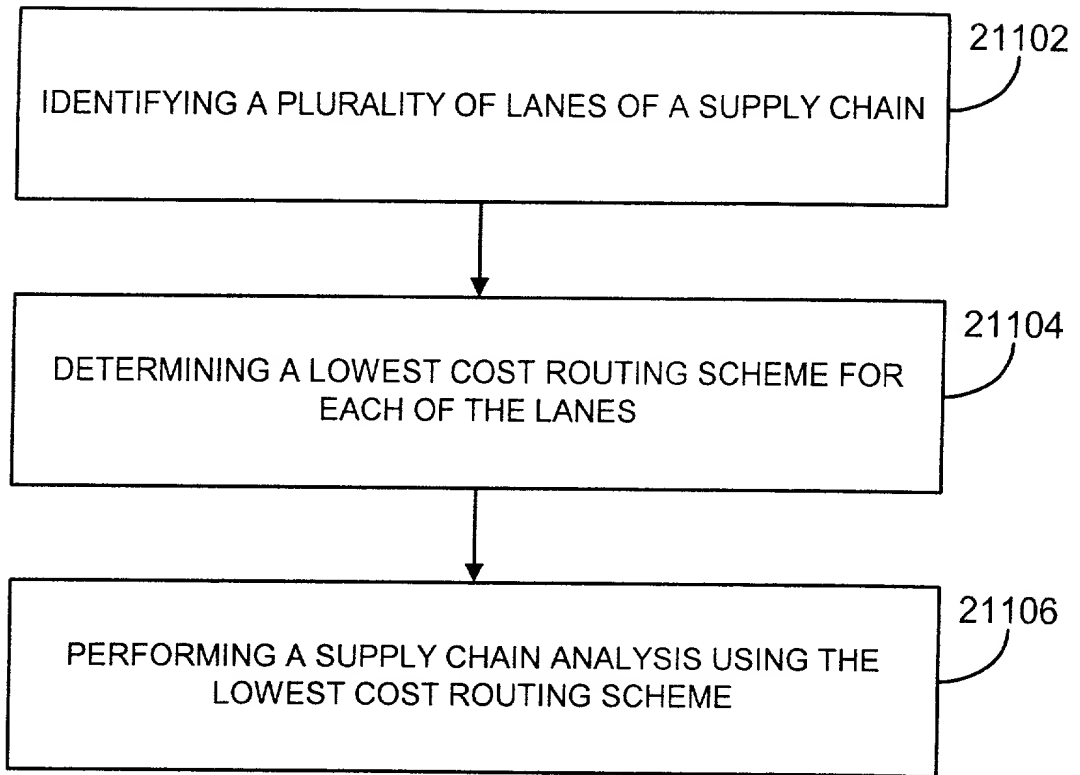 21102
IDENTIFYING A PLURALITY OF LANES OF A SUPPLY CHAIN
21104
DETERMINING A LOWEST COST ROUTING SCHEME FOR
EACH OF THE LANES
21106
PERFORMING A SUPPLY CHAIN ANALYSIS USING THE
LOWEST COST ROUTING SCHEME